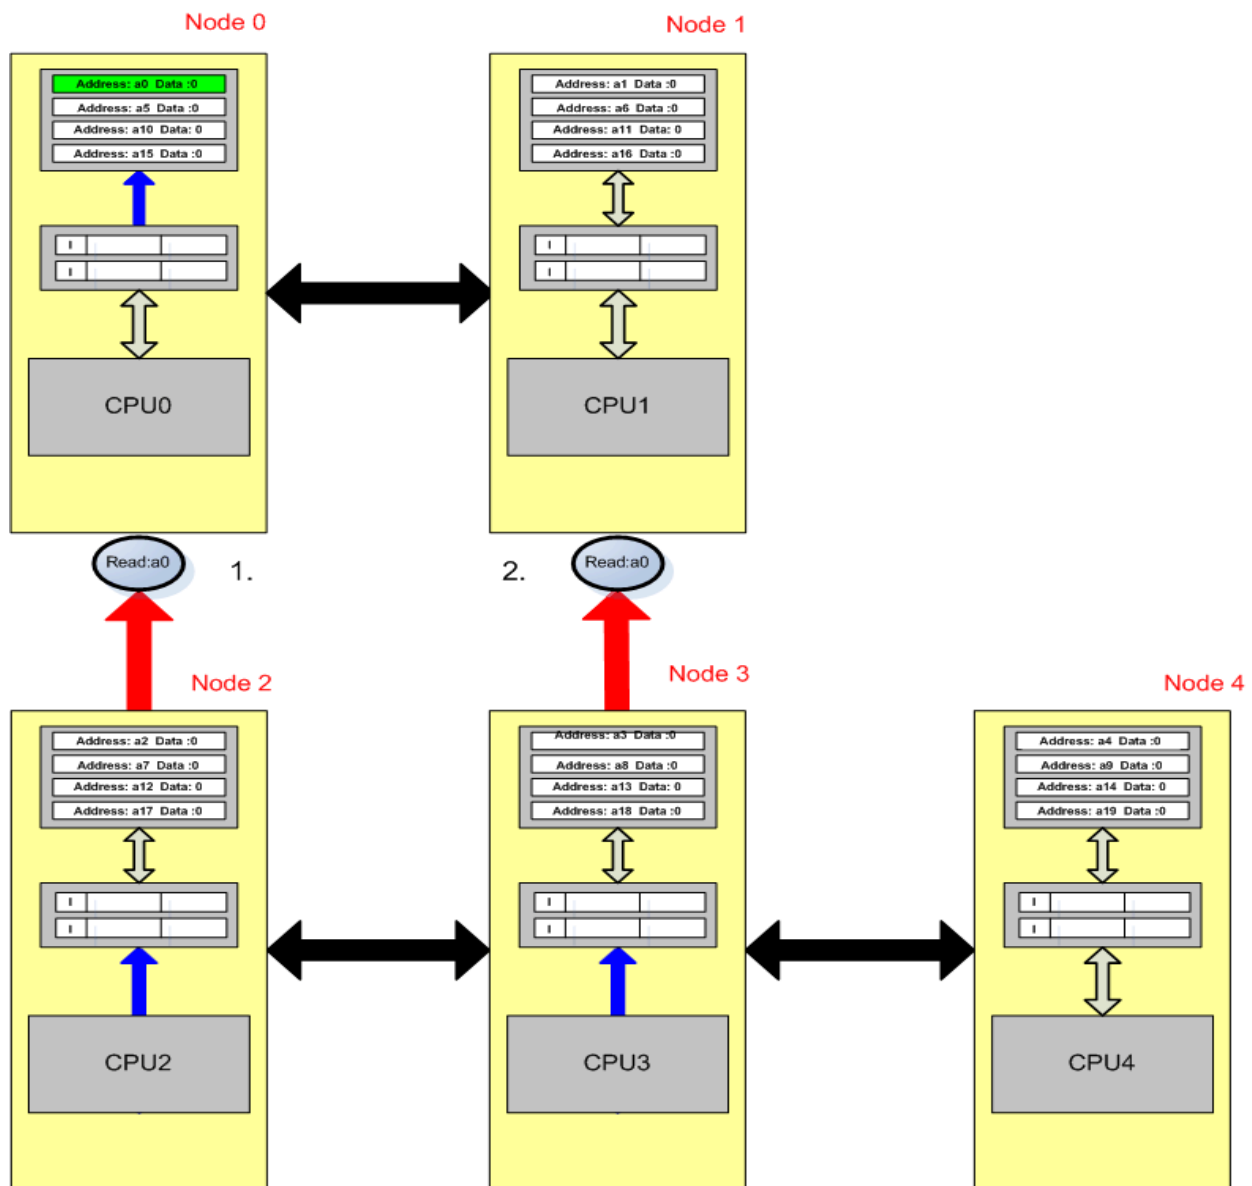 Node 0
Node 1
Address: a0 Data :0
Address: a5 Data :0
Address: a10 Data: 0
Address: a15 Data :0
I
I
CPU0
Address: a1 Data :0
Address: a6 Data :0
Address: a11 Data: 0
Address: a16 Data :0
I
I
CPU1
Read:a0
1.
2.
Read:a0
Node 2
Node 3
Node 4
Address: a2 Data :0
Address: a7 Data :0
Address: a12 Data: 0
Address: a17 Data :0
I
I
CPU2
Address: a3 Data :0
Address: a8 Data :0
Address: a13 Data: 0
Address: a18 Data :0
I
I
CPU3
Address: a4 Data :0
Address: a9 Data :0
Address: a14 Data: 0
Address: a19 Data :0
I
I
CPU4